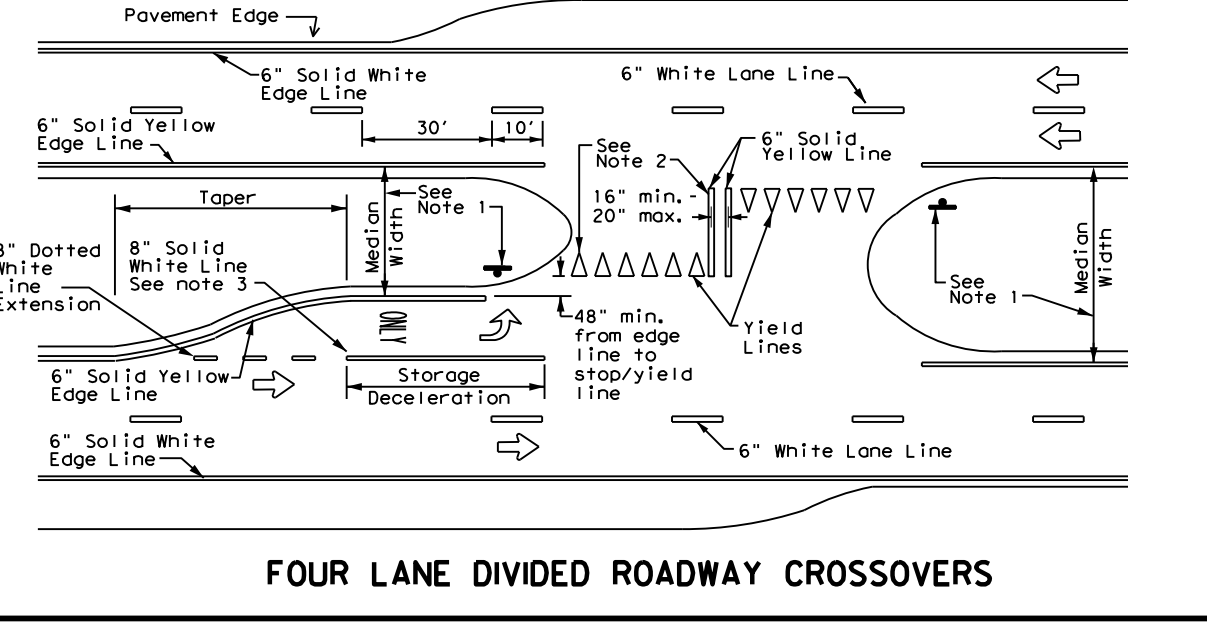 Pavement Edge
6" Solid White
Edge Line
6" White Lane Line
6" Solid Yellow
Edge Line
30'
10'
See
Note 2
6" Solid
Yellow Line
Taper
See
Note 1
16" min.
20" max.
Median
Width
8" Dotted
White
Line
Extension
8" Solid
White Line
See note 3
ONLY
48" min.
from edge
line to
stop/yield
line
Yield
Lines
See
Note 1
Median
Width
6" Solid Yellow
Edge Line
Storage
Deceleration
6" Solid White
Edge Line
6" White Lane Line
FOUR LANE DIVIDED ROADWAY CROSSOVERS